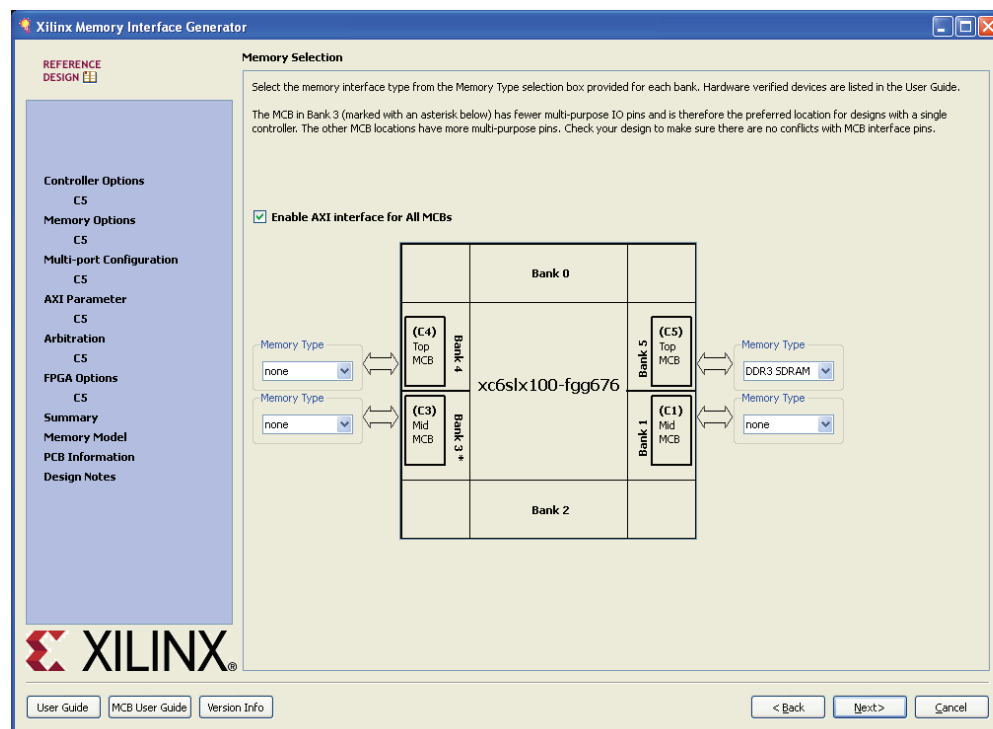 Xilinx Memory Interface Generator
REFERENCE
DESIGN
Controller Options
C5
Memory Options
C5
Multi-port Configuration
C5
AXI Parameter
C5
Arbitration
C5
FPGA Options
C5
Summary
Memory Model
PCB Information
Design Notes
XILINX®
Memory Selection
Select the memory interface type from the Memory Type selection box provided for each bank. Hardware verified devices are listed in the User Guide.
The MCB in Bank 3 (marked with an asterisk below) has fewer multi-purpose IO pins and is therefore the preferred location for designs with a single
controller. The other MCB locations have more multi-purpose pins. Check your design to make sure there are no conflicts with MCB interface pins.
Enable AXI interface for All MCBs
Bank 0
Memory Type
none
(C4)
Top
MCB
Bank 4
Memory Type
none
(C3)
Mid
MCB
Bank 3 *
xc6slx100-fgg676
Bank 5
(C5)
Top
MCB
Memory Type
DDR3 SDRAM
Bank 1
(C1)
Mid
MCB
Memory Type
none
Bank 2
User Guide
MCB User Guide
Version Info
< Back
Next>
Cancel